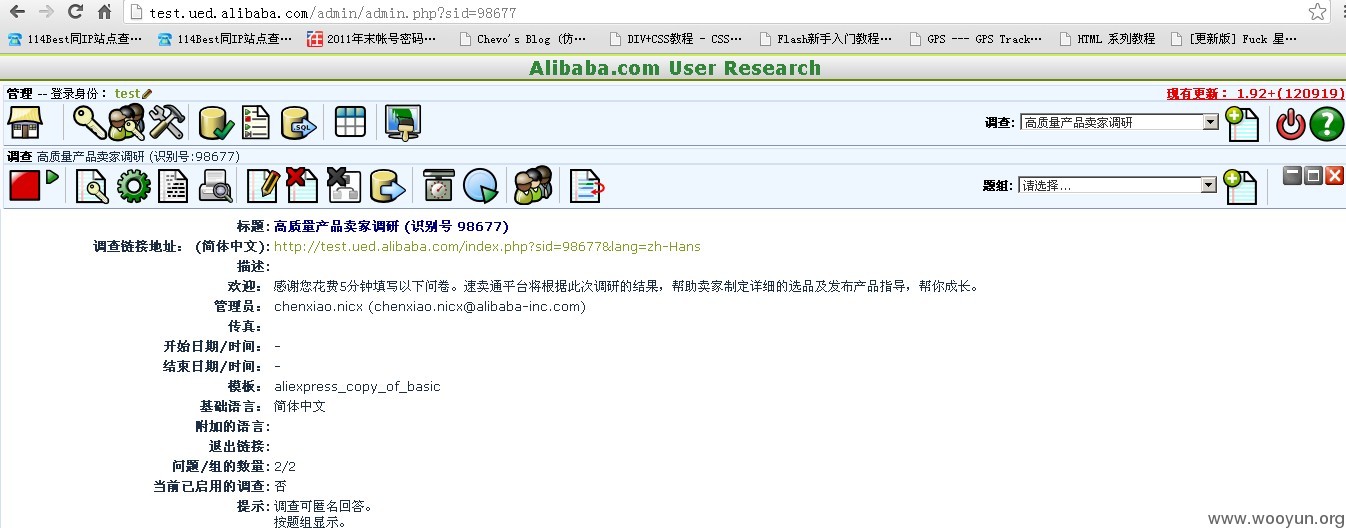 test.ued.alibaba.com/admin/admin.php?sid=98677
114Best同IP站点查… 114Best同IP站点查… 2011年末帐号密码… Chevo's Blog (仿… DIV+CSS教程 - CSS… Flash新手入门教程… GPS --- GPS Track… HTML 系列教程 [更新版] Fuck 星…
Alibaba.com User Research
管理 -- 登录身份: test 现有更新: 1.92+(120919)
SQL 调查: 高质量产品卖家调研
调查 高质量产品卖家调研 (识别号:98677)
题组: 请选择...
标题: 高质量产品卖家调研 (识别号 98677)
调查链接地址: (简体中文): http://test.ued.alibaba.com/index.php?sid=98677&lang=zh-Hans
描述:
欢迎: 感谢您花费5分钟填写以下问卷。速卖通平台将根据此次调研的结果，帮助卖家制定详细的选品及发布产品指导，帮你成长。
管理员: chenxiao.nicx (chenxiao.nicx@alibaba-inc.com)
传真:
开始日期/时间: -
结束日期/时间: -
模板: aliexpress_copy_of_basic
基础语言: 简体中文
附加的语言:
退出链接:
问题/组的数量: 2/2
当前已启用的调查: 否
提示: 调查可匿名回答。
按题组显示。
www.wooyun.org